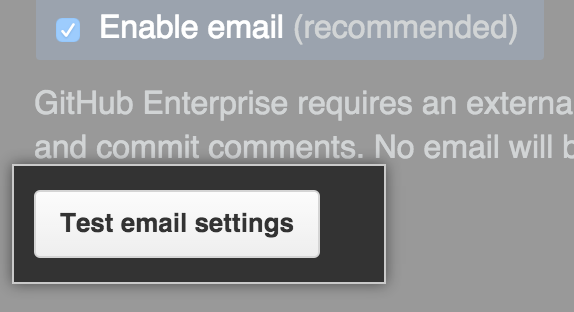 Enable email (recommended)
GitHub Enterprise requires an externa
and commit comments. No email will b
Test email settings